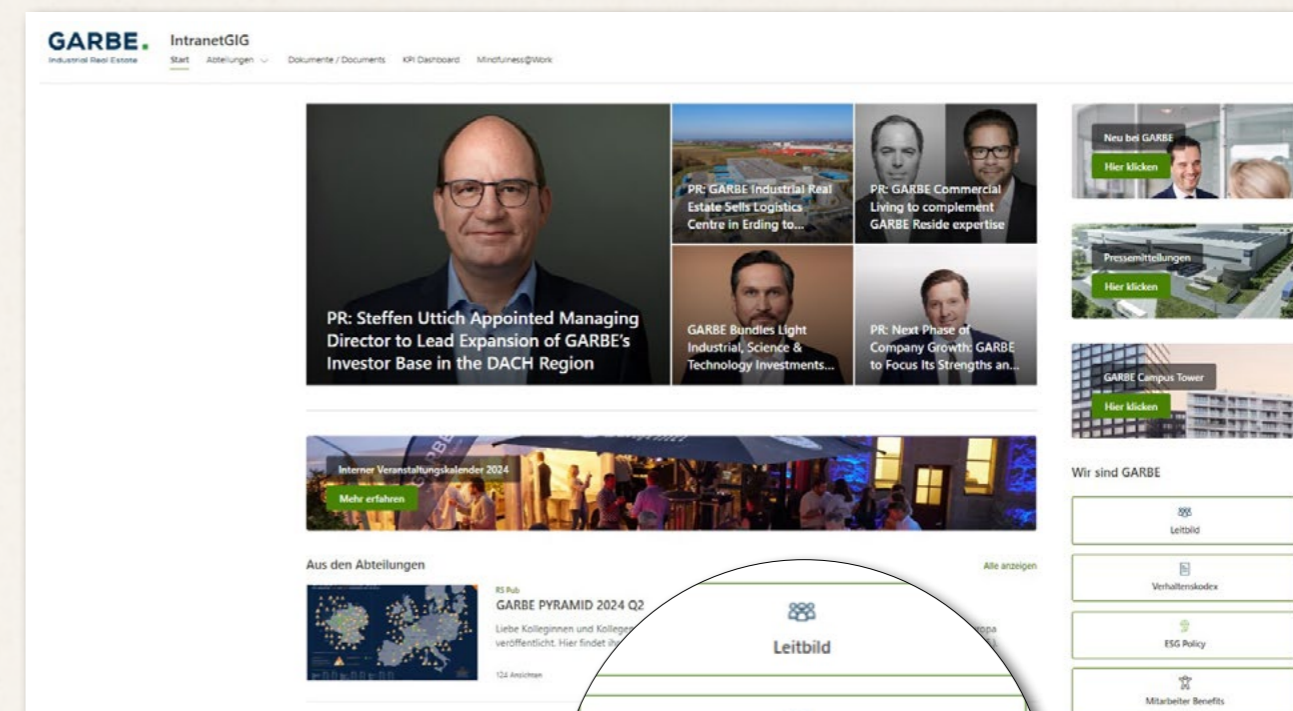 GARBE.
Industrial Real Estate
IntranetGIG
Start Abteilungen Dokumente / Documents KPI Dashboard Mindfulness@Work
PR: Steffen Uttich Appointed Managing
Director to Lead Expansion of GARBE's
Investor Base in the DACH Region
PR: GARBE Industrial Real
Estate Sells Logistics
Centre in Erding to...
PR: GARBE Commercial
Living to complement
GARBE Reside expertise
GARBE Bundles Light
Industrial, Science &
Technology Investments...
PR: Next Phase of
Company Growth: GARBE
to Focus Its Strengths an...
Neu bei GARBE
Hier klicken
Pressemitteilungen
Hier klicken
GARBE Campus Tower
Hier klicken
Interner Veranstaltungskalender 2024
Mehr erfahren
Wir sind GARBE
Leitbild
Verhaltenskodex
ESG Policy
Mitarbeiter Benefits
Aus den Abteilungen
Alle anzeigen
RS Pub
GARBE PYRAMID 2024 Q2
Liebe Kolleginnen und Kollegen
veröffentlicht. Hier findet
124 Ansichten
Leitbild